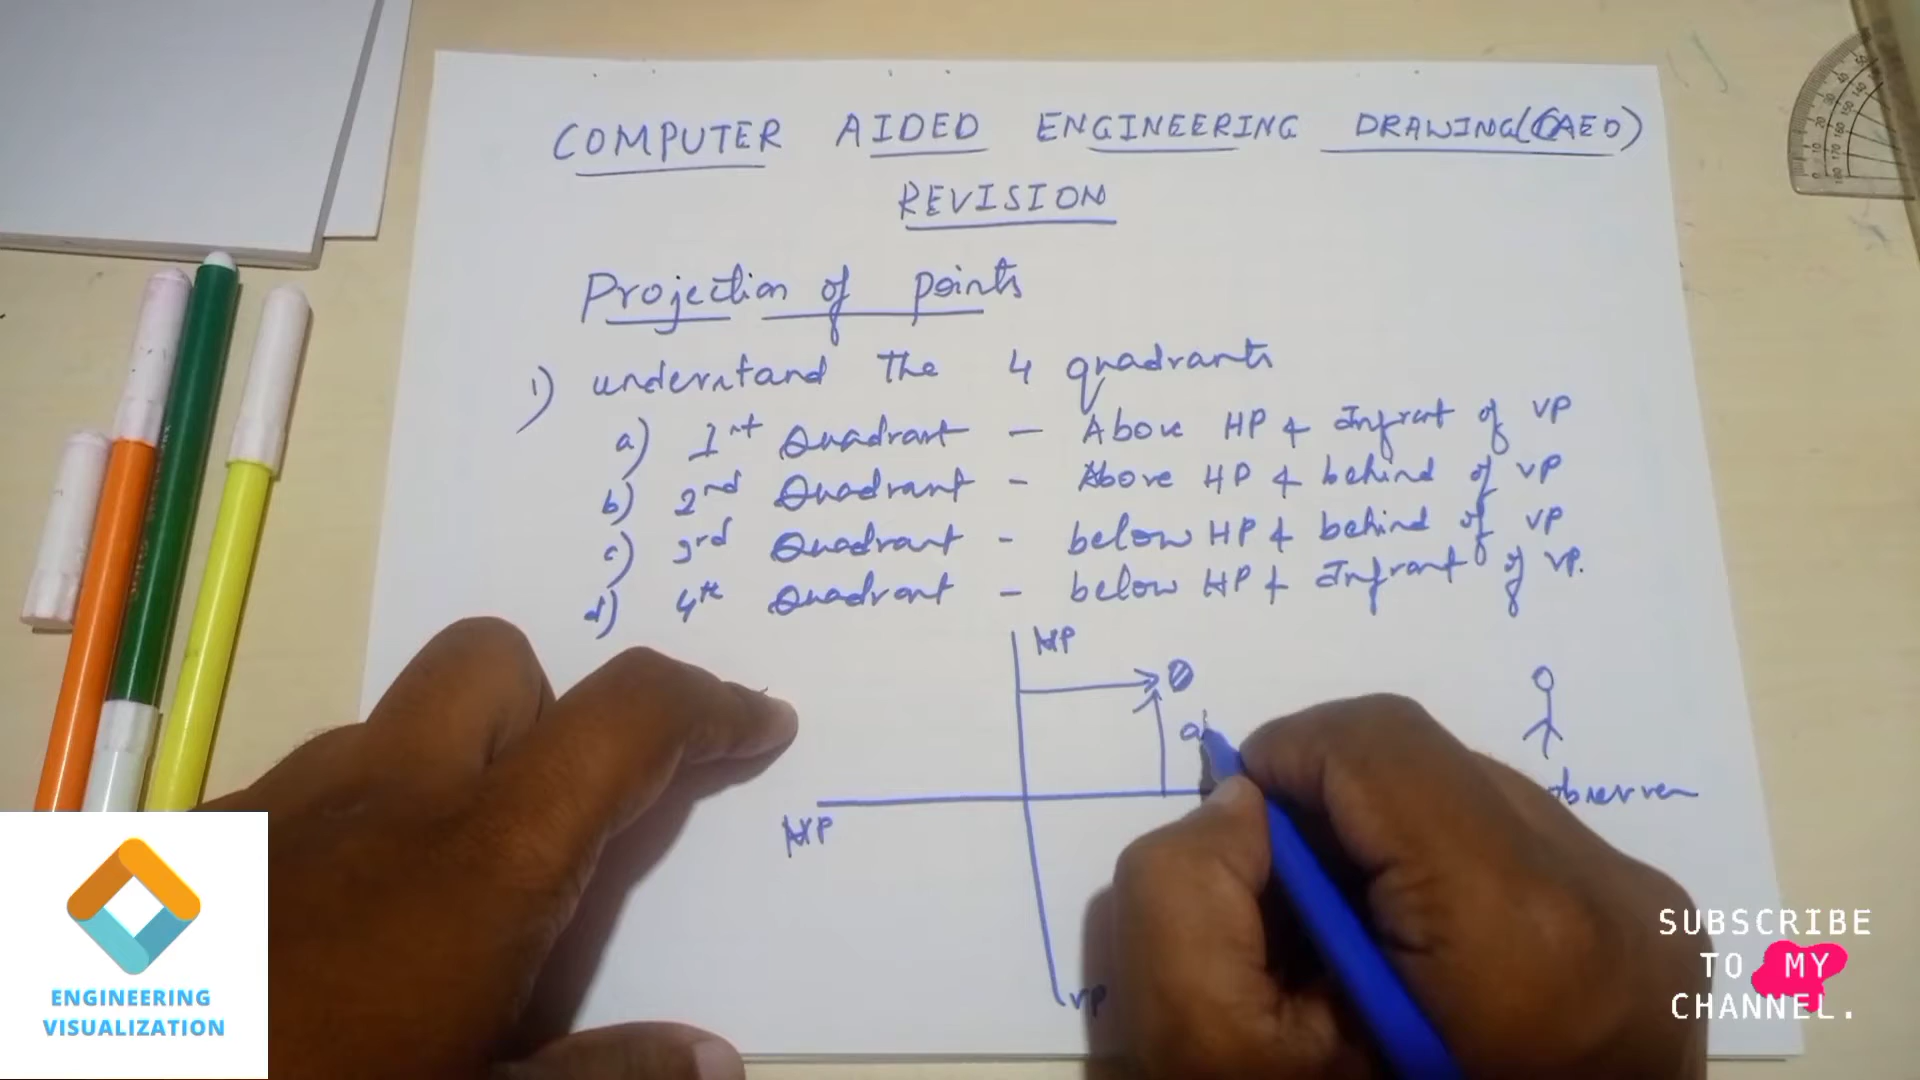 COMPUTER AIDED ENGINEERING DRAWING(CAED)
REVISION
Projection of points
1) understand the 4 quadrants
a) 1st Quadrant - Above HP & Infront of VP
b) 2nd Quadrant - Above HP & behind of VP
c) 3rd Quadrant - below HP & behind of VP
d) 4th Quadrant - below HP & Infront of VP.
observer
HP
VP
ENGINEERING
VISUALIZATION
SUBSCRIBE
TO MY
CHANNEL.